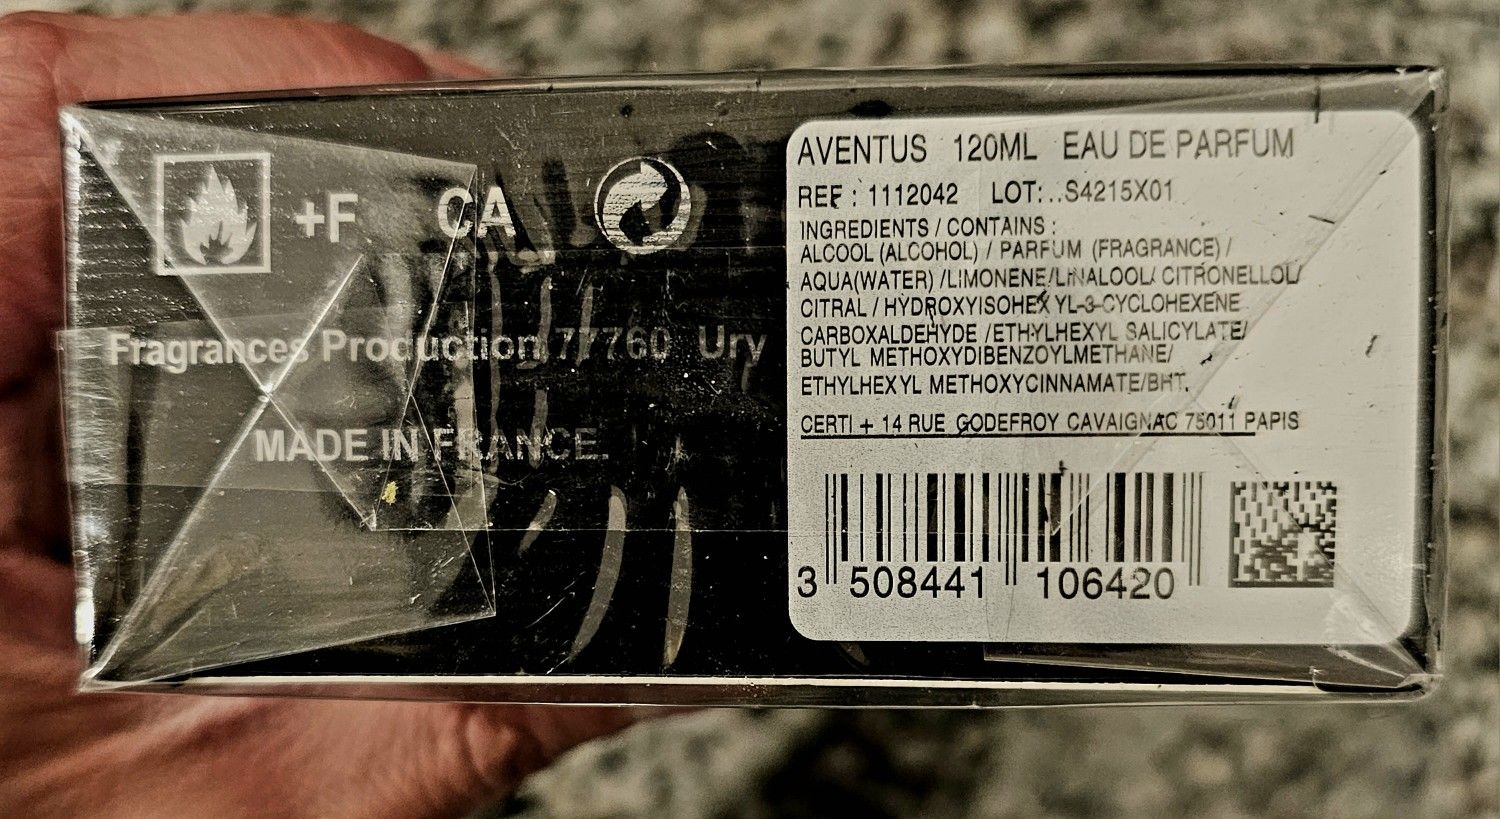 +F CA
Fragrances Production 77760 Ury
MADE IN FRANCE.
AVENTUS 120ML EAU DE PARFUM
REF : 1112042 LOT:..S4215X01
INGREDIENTS / CONTAINS :
ALCOOL (ALCOHOL) / PARFUM (FRAGRANCE) /
AQUA(WATER) /LIMONENE/LINALOOL/ CITRONELLOL/
CITRAL / HYDROXYISOHEXYL-3-CYCLOHEXENE
CARBOXALDEHYDE /ETHYLHEXYL SALICYLATE/
BUTYL METHOXYDIBENZOYLMETHANE/
ETHYLHEXYL METHOXYCINNAMATE/BHT.
CERTI + 14 RUE GODEFROY CAVAIGNAC 75011 PAPIS
3 508441 106420